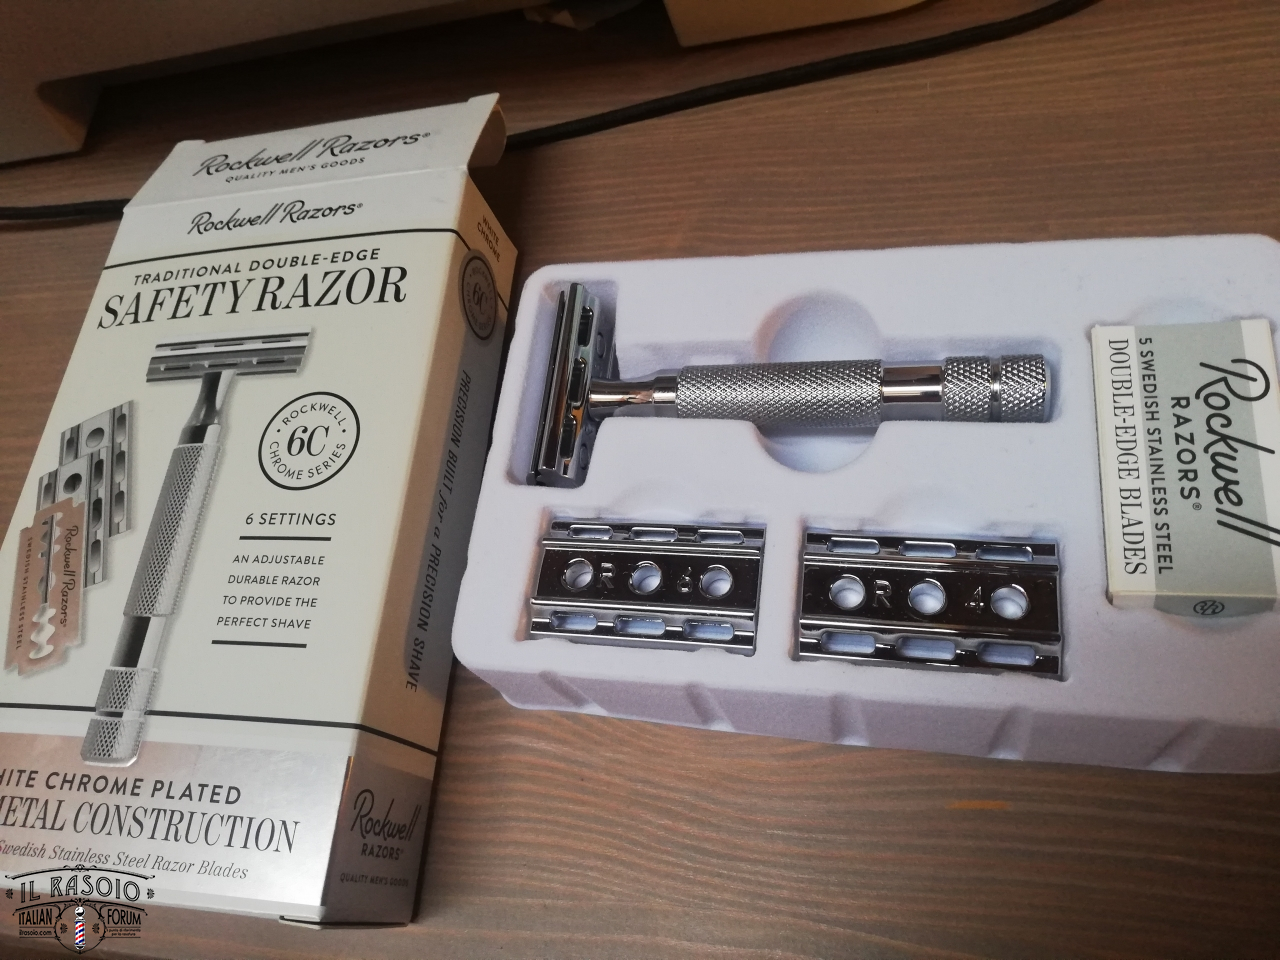 Rockwell Razors®
QUALITY MEN'S GOODS
Rockwell Razors®
TRADITIONAL DOUBLE-EDGE
SAFETY RAZOR
ROCKWELL
6C
CHROME SERIES
6 SETTINGS
AN ADJUSTABLE
DURABLE RAZOR
TO PROVIDE THE
PERFECT SHAVE
Rockwell Razors®
SWEDISH STAINLESS STEEL
HITE CHROME PLATED
METAL CONSTRUCTION
Swedish Stainless Steel Razor Blades
WHITE
CHROME
6C
PRECISION BUILT for a PRECISION SHAVE
Rockwell
RAZORS®
QUALITY MEN'S GOODS
R 6
R 4
Rockwell
RAZORS®
5 SWEDISH STAINLESS STEEL
DOUBLE-EDGE BLADES
IL RASOIO
ITALIAN FORUM
ilrasoio.com